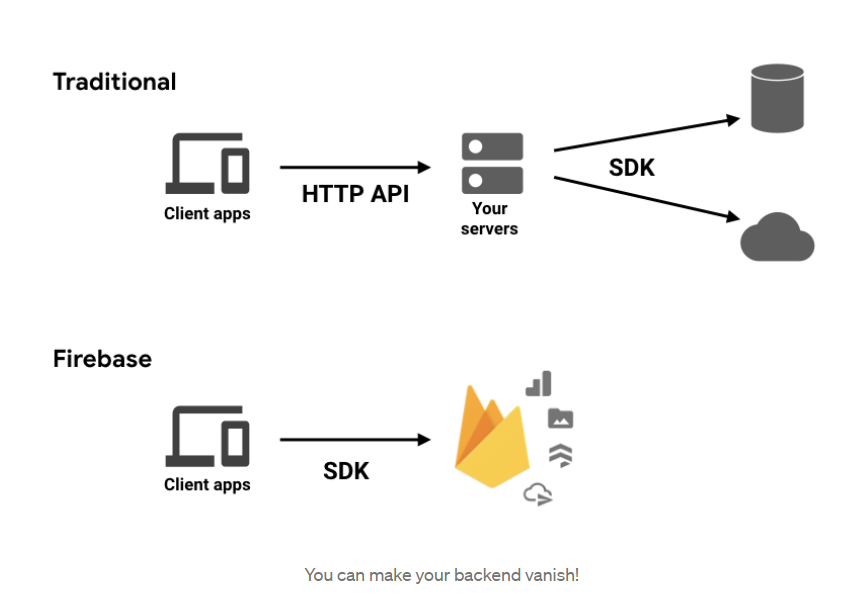 Traditional
Client apps
HTTP API
Your
servers
SDK
Firebase
Client apps
SDK
You can make your backend vanish!